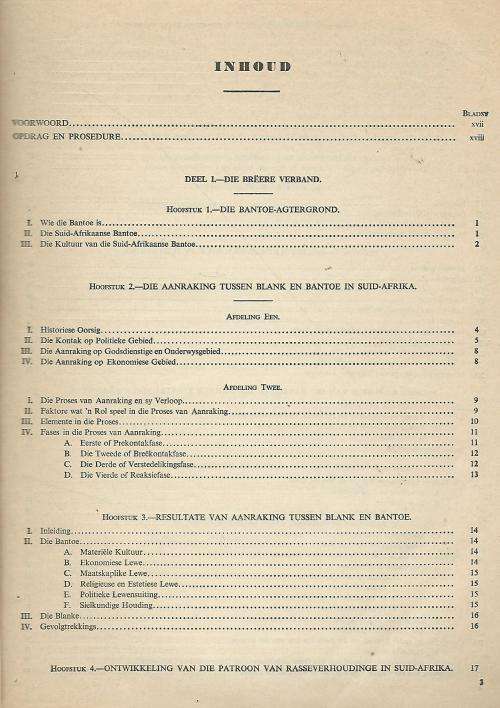 INHOUD
BLADSY
VOORWOORD xvii
OPDRAG EN PROSEDURE xviii
DEEL 1.—DIE BREËRE VERBAND.
HOOFSTUK 1.—DIE BANTOE-AGTERGROND.
I. Wie die Bantoe is 1
II. Die Suid-Afrikaanse Bantoe 1
III. Die Kultuur van die Suid-Afrikaanse Bantoe 2
HOOFSTUK 2.—DIE AANRAKING TUSSEN BLANK EN BANTOE IN SUID-AFRIKA.
AFDELING EEN.
I. Historiese Oorsig 4
II. Die Kontak op Politieke Gebied 5
III. Die Aanraking op Godsdienstige en Onderwysgebied 8
IV. Die Aanraking op Ekonomiese Gebied 8
AFDELING TWEE.
I. Die Proses van Aanraking en sy Verloop 9
II. Faktore wat 'n Rol speel in die Proses van Aanraking 9
III. Elemente in die Proses 10
IV. Fases in die Proses van Aanraking 11
A. Eerste of Prekontakfase 11
B. Die Tweede of Breëkontakfase 12
C. Die Derde of Verstedelikingsfase 12
D. Die Vierde of Reaksiefase 13
HOOFSTUK 3.—RESULTATE VAN AANRAKING TUSSEN BLANK EN BANTOE.
I. Inleiding 14
II. Die Bantoe 14
A. Materiële Kultuur 14
B. Ekonomiese Lewe 14
C. Maatskaplike Lewe 15
D. Religieuse en Estetiese Lewe 15
E. Politieke Lewensuiting 15
F. Sielkundige Houding 15
III. Die Blanke 16
IV. Gevolgtrekkings 16
HOOFSTUK 4.—ONTWIKKELING VAN DIE PATROON VAN RASSEVERHOUDINGE IN SUID-AFRIKA. 17
3